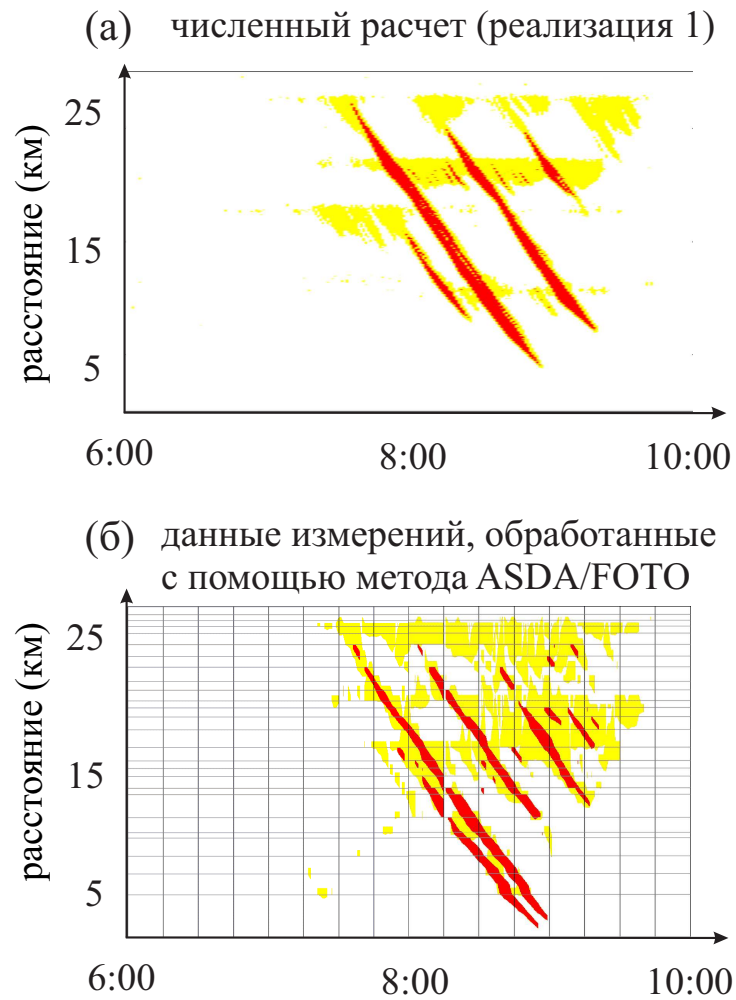 (а) численный расчет (реализация 1)
расстояние (км)
25
15
5
6:00 8:00 10:00
(б) данные измерений, обработанные
с помощью метода ASDA/FOTO
расстояние (км)
25
15
5
6:00 8:00 10:00